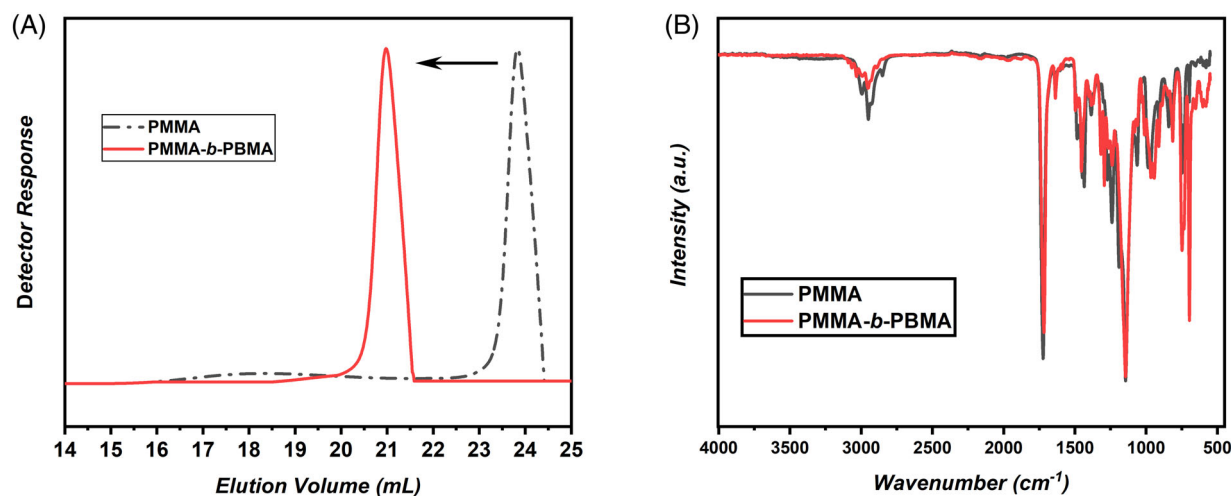 (A)
Detector Response
PMMA
PMMA-b-PBMA
14 15 16 17 18 19 20 21 22 23 24 25
Elution Volume (mL)
(B)
Intensity (a.u.)
PMMA
PMMA-b-PBMA
4000 3500 3000 2500 2000 1500 1000 500
Wavenumber (cm⁻¹)